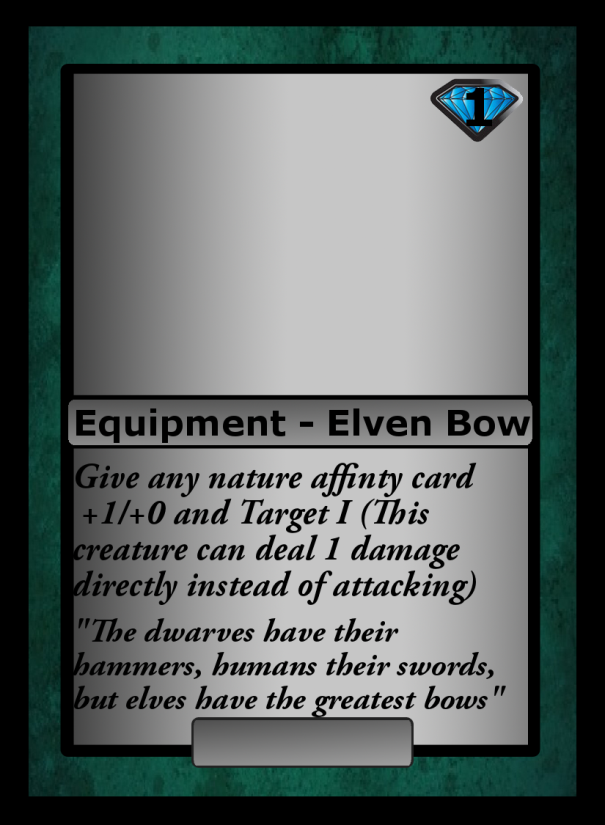 1
Equipment - Elven Bow
Give any nature affinty card
+1/+0 and Target I (This
creature can deal 1 damage
directly instead of attacking)
"The dwarves have their
hammers, humans their swords,
but elves have the greatest bows"